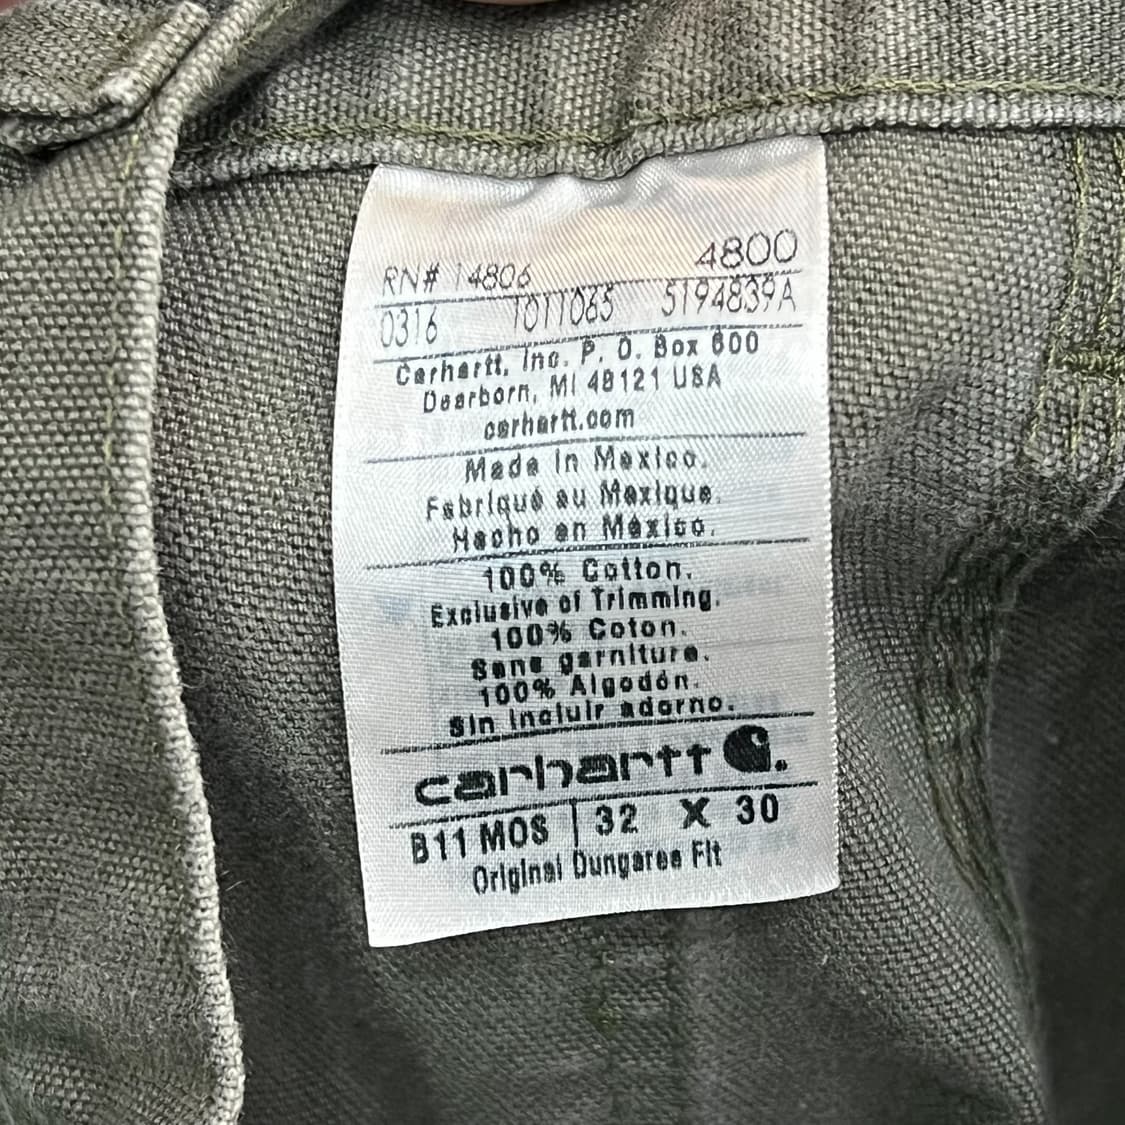 4800
RN# 14806
0316 1011065 5194839A
Carhartt, Inc. P. O. Box 600
Dearborn, MI 48121 USA
carhartt.com
Made In Mexico.
Fabriqué au Mexique.
Hecho en México.
100% Cotton.
Exclusive of Trimming.
100% Coton.
Sans garniture.
100% Algodón.
Sin incluir adorno.
carhartt
B11 MOS | 32 X 30
Original Dungaree Fit